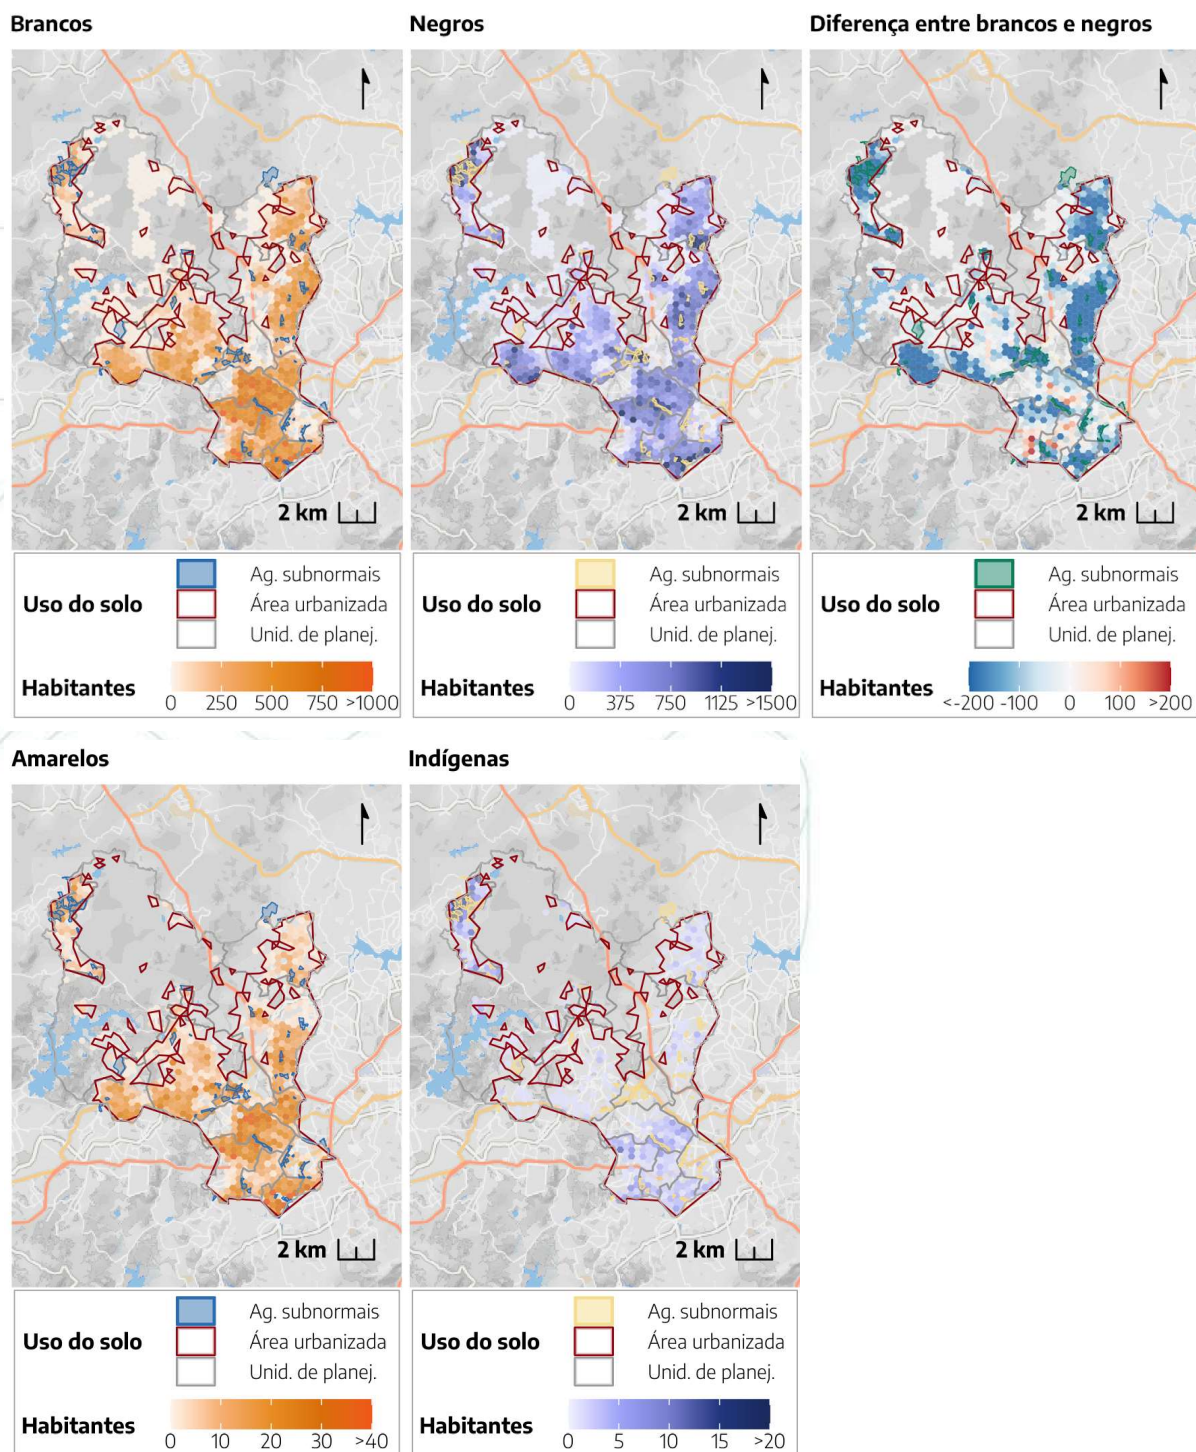 Brancos
Negros
Diferença entre brancos e negros
2 km
2 km
2 km
Uso do solo
Ag. subnormais
Área urbanizada
Unid. de planej.
Habitantes
0 250 500 750 >1000
Uso do solo
Ag. subnormais
Área urbanizada
Unid. de planej.
Habitantes
0 375 750 1125 >1500
Uso do solo
Ag. subnormais
Área urbanizada
Unid. de planej.
Habitantes
<-200 -100 0 100 >200
Amarelos
Indígenas
2 km
2 km
Uso do solo
Ag. subnormais
Área urbanizada
Unid. de planej.
Habitantes
0 10 20 30 >40
Uso do solo
Ag. subnormais
Área urbanizada
Unid. de planej.
Habitantes
0 5 10 15 >20